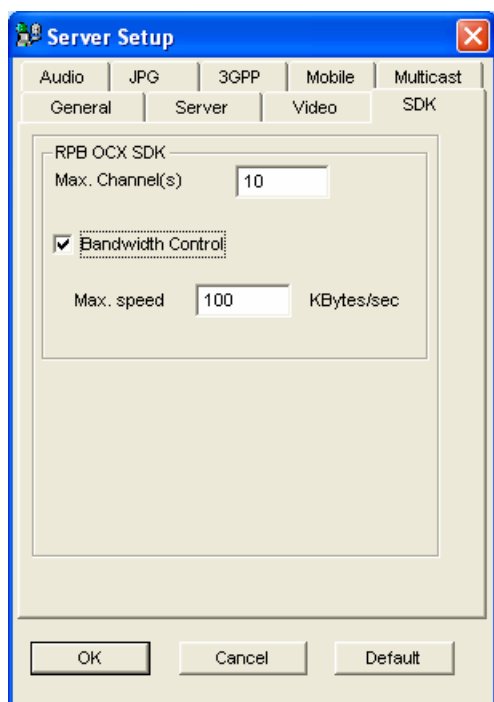 Server Setup
Audio JPG 3GPP Mobile Multicast
General Server Video SDK
RPB OCX SDK
Max. Channel(s) 10
Bandwidth Control
Max. speed 100 KBytes/sec
OK Cancel Default